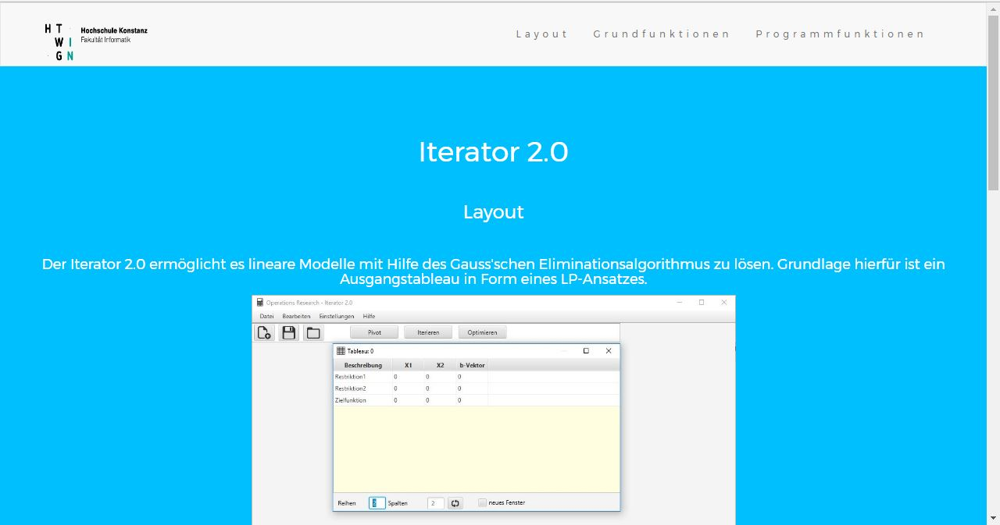 H T
W I
G N
Hochschule Konstanz
Fakultät Informatik
Layout Grundfunktionen Programmfunktionen
Iterator 2.0
Layout
Der Iterator 2.0 ermöglicht es lineare Modelle mit Hilfe des Gauss'schen Eliminationsalgorithmus zu lösen. Grundlage hierfür ist ein
Ausgangstableau in Form eines LP-Ansatzes.
Operations Research - Iterator 2.0
Datei Bearbeiten Einstellungen Hilfe
Pivot Iterieren Optimieren
Tableau: 0
Beschreibung X1 X2 b-Vektor
Restriktion1 0 0 0
Restriktion2 0 0 0
Zielfunktion 0 0 0
Reihen 2 Spalten 2 neues Fenster